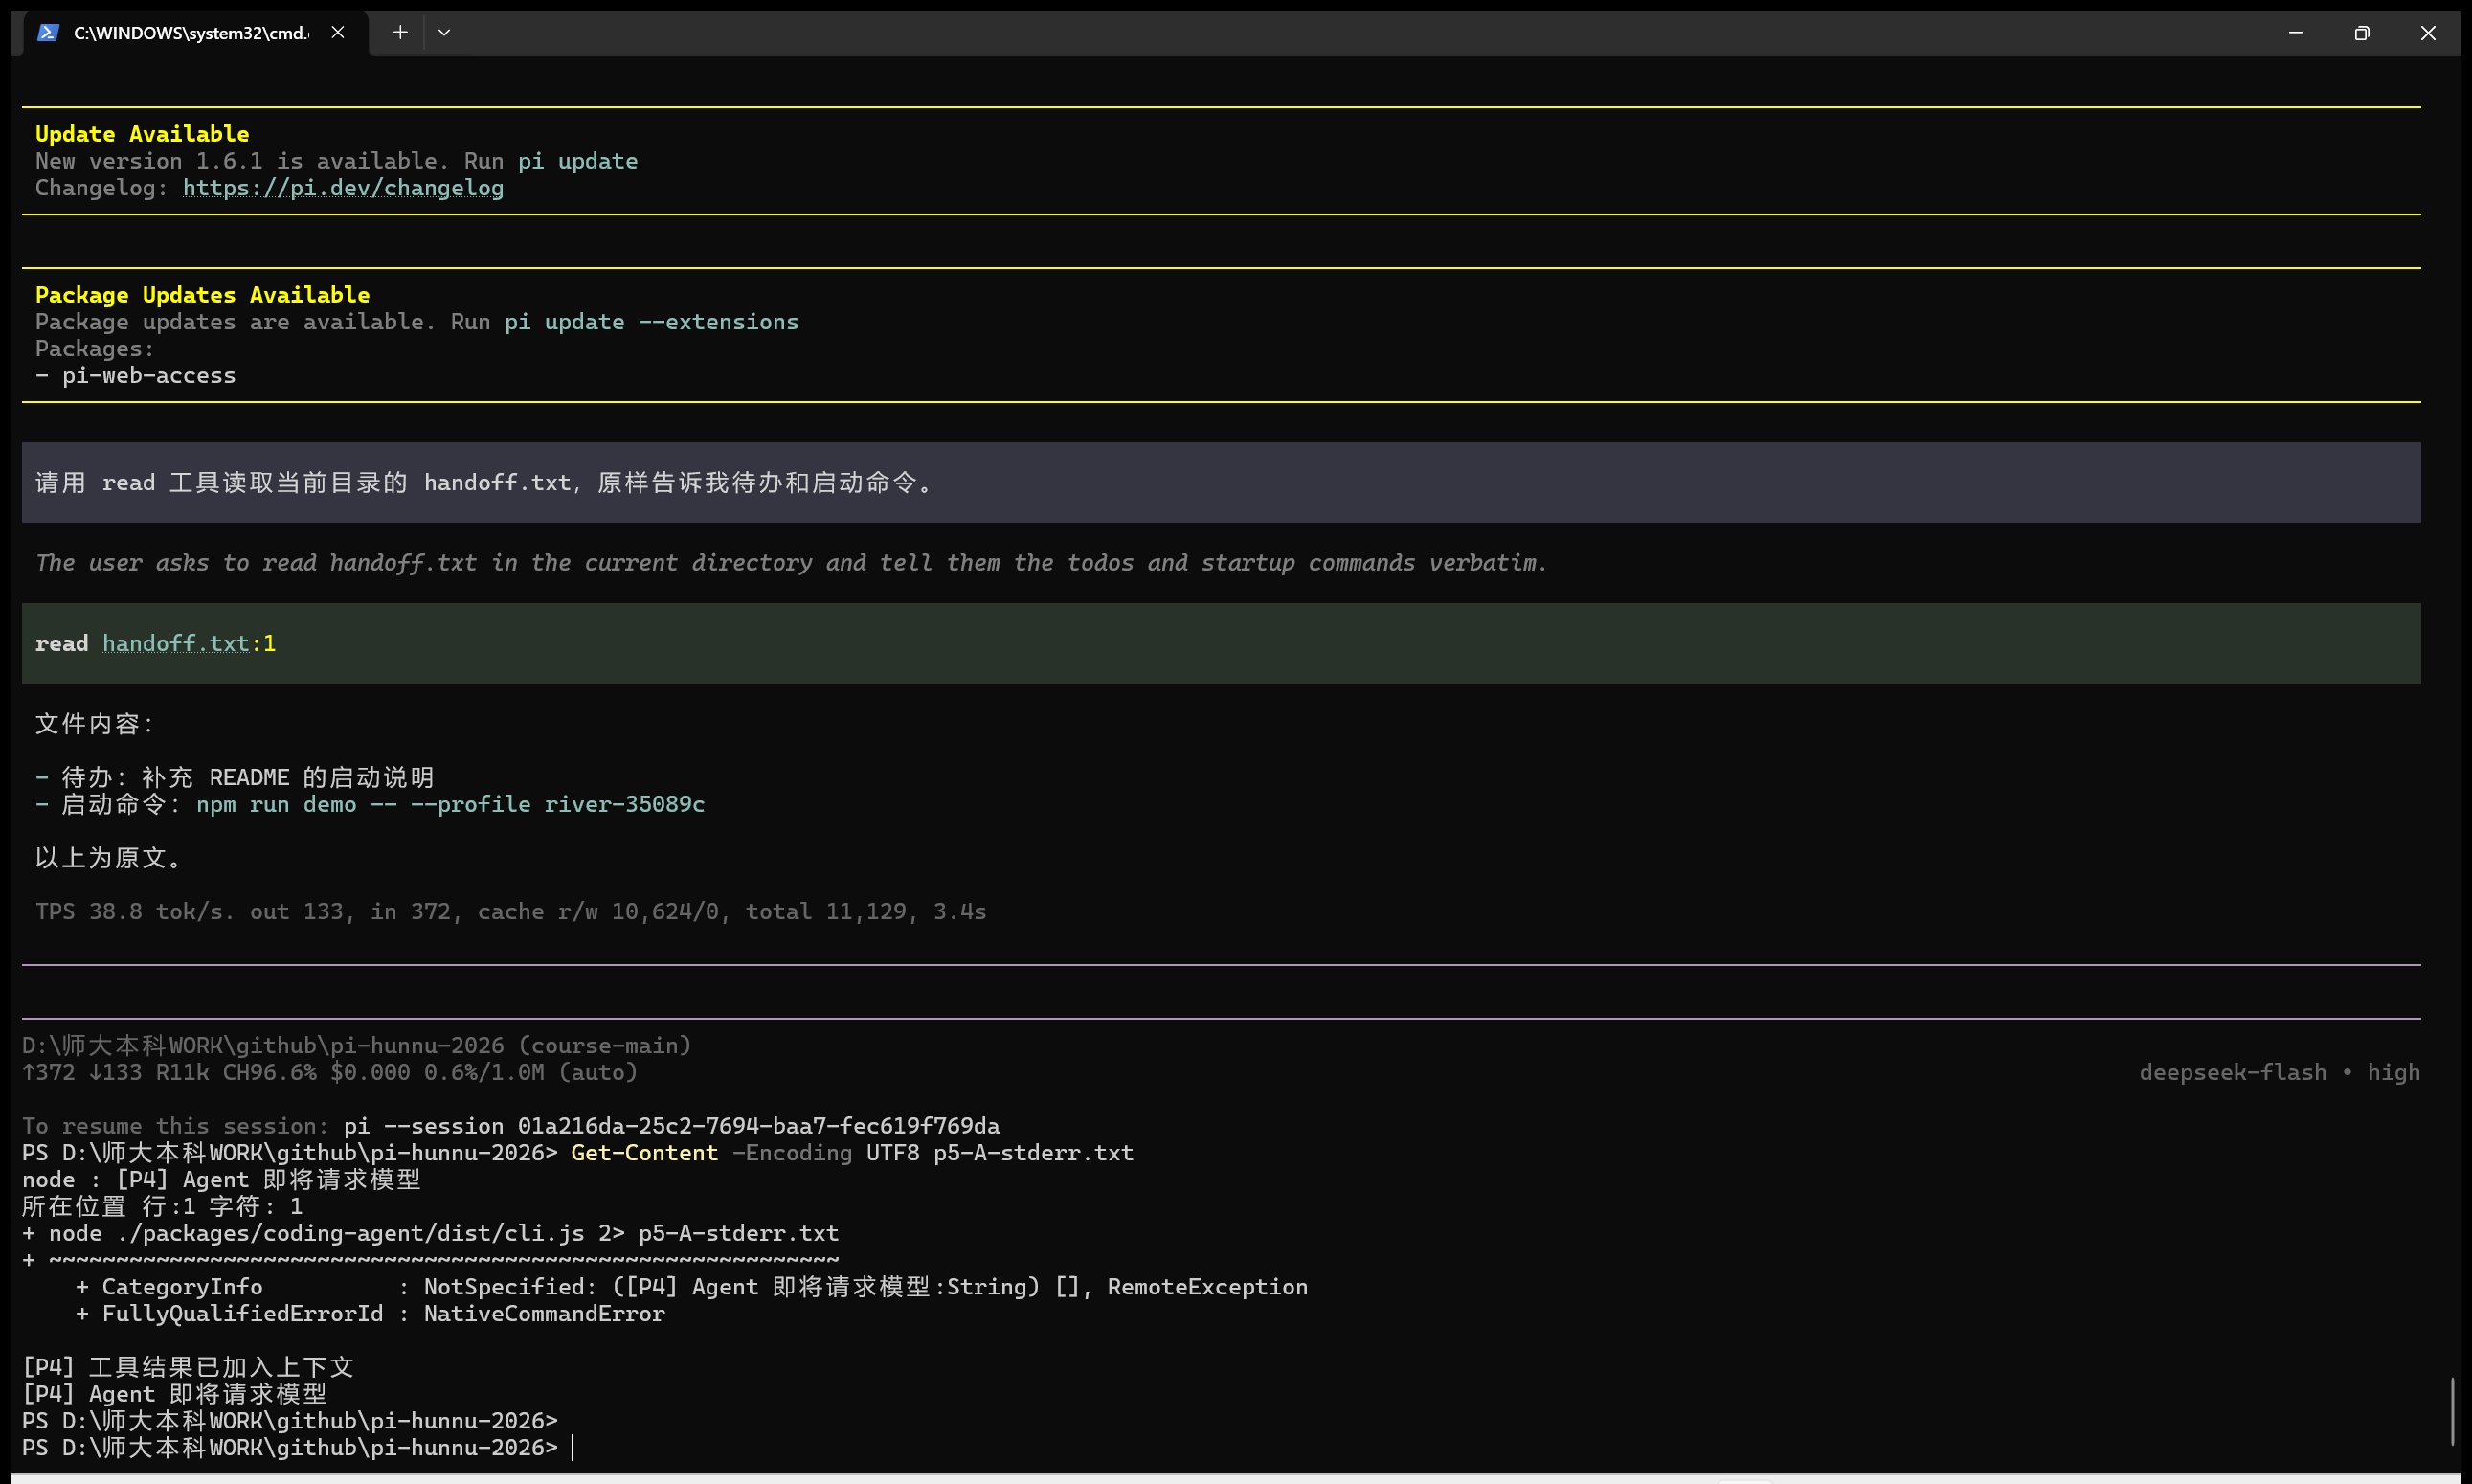 C:\WINDOWS\system32\cmd.
Update Available
New version 1.6.1 is available. Run pi update
Changelog: https://pi.dev/changelog
Package Updates Available
Package updates are available. Run pi update --extensions
Packages:
- pi-web-access
请用 read 工具读取当前目录的 handoff.txt，原样告诉我待办和启动命令。
The user asks to read handoff.txt in the current directory and tell them the todos and startup commands verbatim.
read handoff.txt:1
文件内容：
- 待办：补充 README 的启动说明
- 启动命令：npm run demo -- --profile river-35089c
以上为原文。
TPS 38.8 tok/s. out 133, in 372, cache r/w 10,624/0, total 11,129, 3.4s
D:\师大本科WORK\github\pi-hunnu-2026 (course-main)
↑372 ↓133 R11k CH96.6% $0.000 0.6%/1.0M (auto) deepseek-flash • high
To resume this session: pi --session 01a216da-25c2-7694-baa7-fec619f769da
PS D:\师大本科WORK\github\pi-hunnu-2026> Get-Content -Encoding UTF8 p5-A-stderr.txt
node : [P4] Agent 即将请求模型
所在位置 行:1 字符: 1
+ node ./packages/coding-agent/dist/cli.js 2> p5-A-stderr.txt
+ ~~~~~~~~~~~~~~~~~~~~~~~~~~~~~~~~~~~~~~~~~~~~~~~~~~~~~~~~~~~
+ CategoryInfo : NotSpecified: ([P4] Agent 即将请求模型:String) [], RemoteException
+ FullyQualifiedErrorId : NativeCommandError
[P4] 工具结果已加入上下文
[P4] Agent 即将请求模型
PS D:\师大本科WORK\github\pi-hunnu-2026>
PS D:\师大本科WORK\github\pi-hunnu-2026>